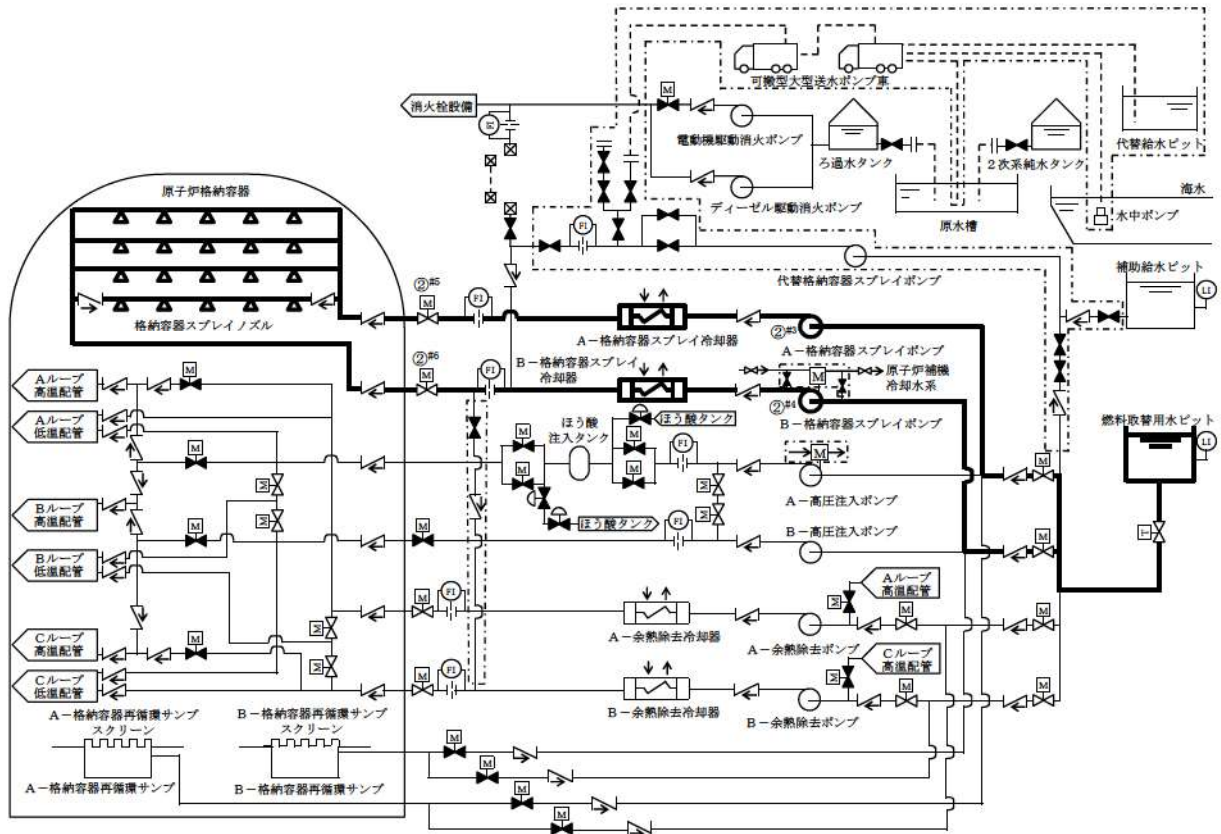 可搬型大型送水ポンプ車
消火栓設備
M
FI
電動機駆動消火ポンプ
ろ過水タンク
2次系純水タンク
代替給水ピット
ディーゼル駆動消火ポンプ
原水槽
海水
水中ポンプ
原子炉格納容器
FI
代替格納容器スプレイポンプ
補助給水ピット
LI
②#5
M
FI
格納容器スプレイノズル
A-格納容器スプレイ冷却器
②#3
A-格納容器スプレイポンプ
②#6
M
FI
B-格納容器スプレイ
冷却器
M
原子炉補機
冷却水系
②#4
B-格納容器スプレイポンプ
燃料取替用水ピット
LI
Aループ
高温配管
M
Aループ
低温配管
ほう酸
注入タンク
ほう酸タンク
M
M
M
M
FI
M
M
M
A-高圧注入ポンプ
M
M
M
Bループ
高温配管
ほう酸タンク
M
B-高圧注入ポンプ
M
M
FI
M
T
Bループ
低温配管
M
FI
Aループ
高温配管
M
M
M
M
A-余熱除去冷却器
A-余熱除去ポンプ
Cループ
高温配管
M
M
M
FI
Cループ
高温配管
M
M
M
Cループ
低温配管
B-余熱除去冷却器
B-余熱除去ポンプ
A-格納容器再循環サンプ
スクリーン
B-格納容器再循環サンプ
スクリーン
M
M
A-格納容器再循環サンプ
B-格納容器再循環サンプ
M
M